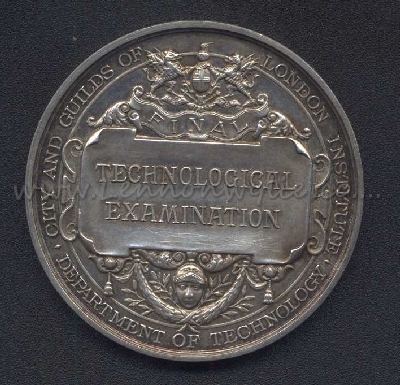 CITY AND GUILDS OF LONDON INSTITUTE
FINAL
TECHNOLOGICAL
EXAMINATION
· DEPARTMENT OF TECHNOLOGY ·